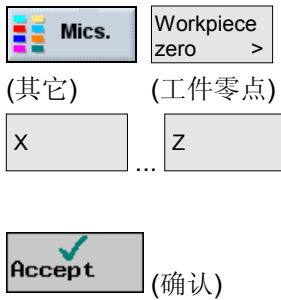 Mics.
Workpiece
zero >
(其它) (工件零点)
X ... Z
Accept (确认)